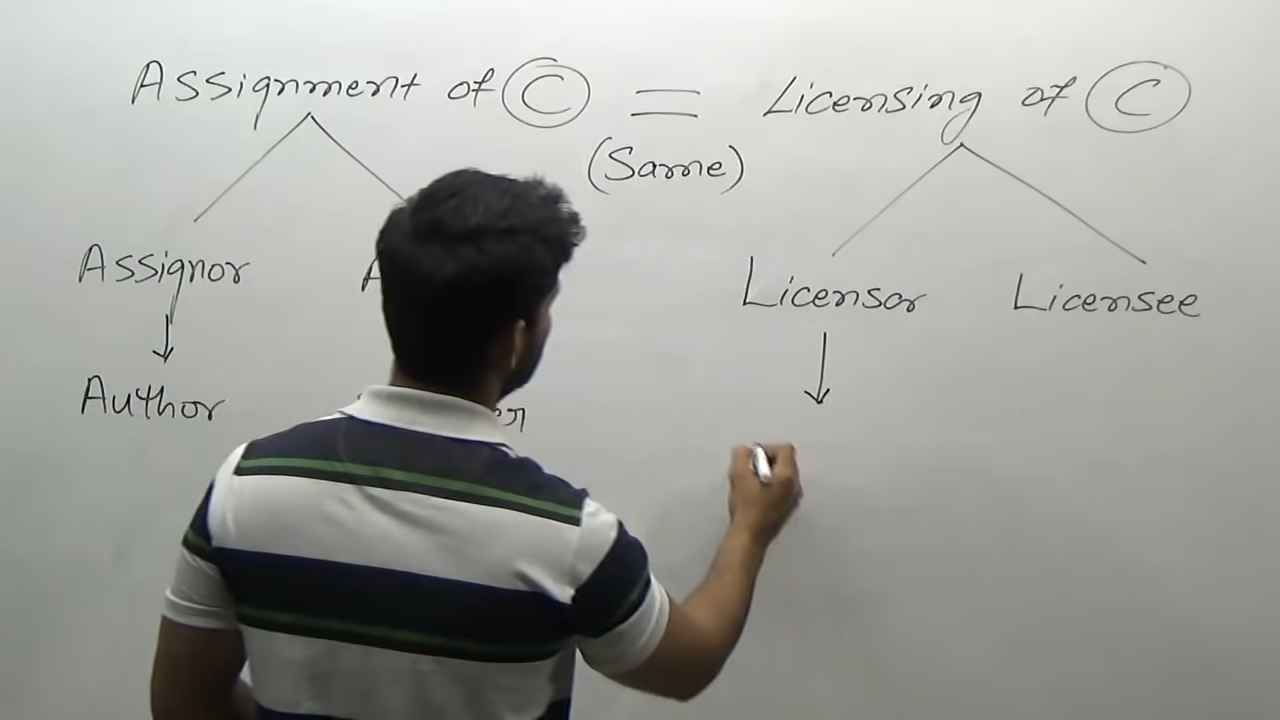 Assignment of Ⓒ = Licensing of Ⓒ
(Same)
Assignor
Licensor Licensee
Author